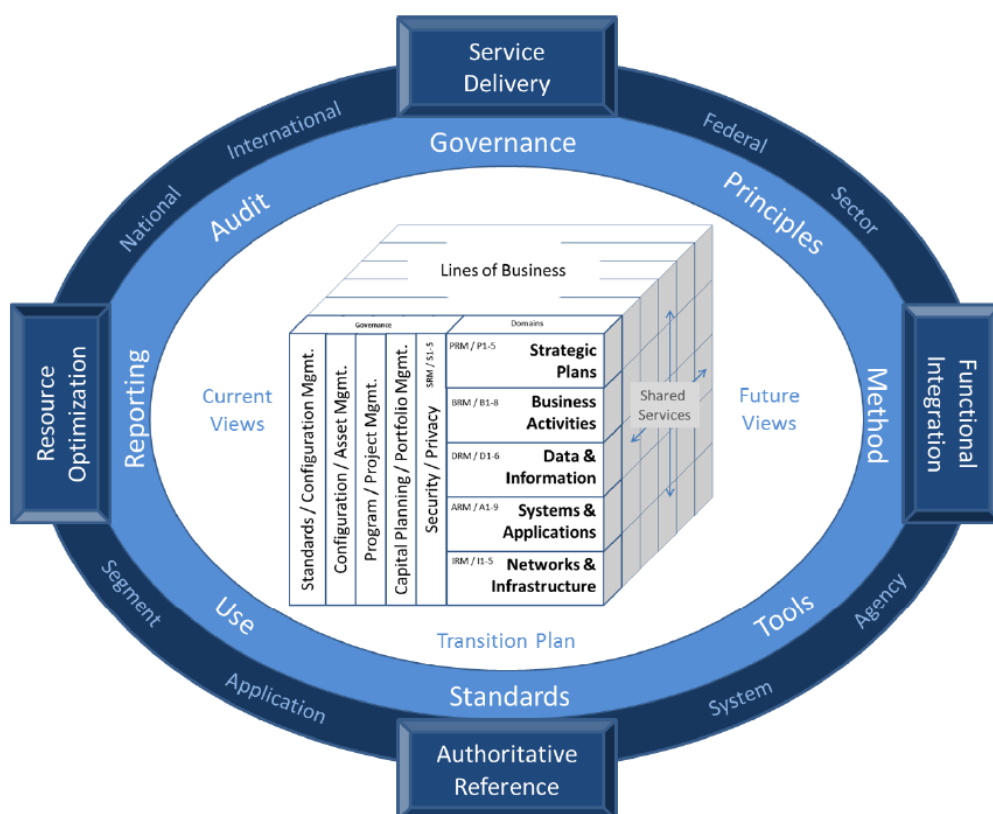 Service
Delivery
International
Federal
Governance
National
Sector
Audit
Principles
Lines of Business
Governance
Domains
Resource
Optimization
Reporting
Current
Views
Standards / Configuration Mgmt.
Configuration / Asset Mgmt.
Program / Project Mgmt.
Capital Planning / Portfolio Mgmt.
Security / Privacy
SRM / S1-5
PRM / P1-5
Strategic
Plans
BRM / B1-8
Business
Activities
DRM / D1-6
Data &
Information
ARM / A1-9
Systems &
Applications
IRM / I1-5
Networks &
Infrastructure
Shared
Services
Future
Views
Method
Functional
Integration
Segment
Use
Transition Plan
Tools
Agency
Application
Standards
System
Authoritative
Reference